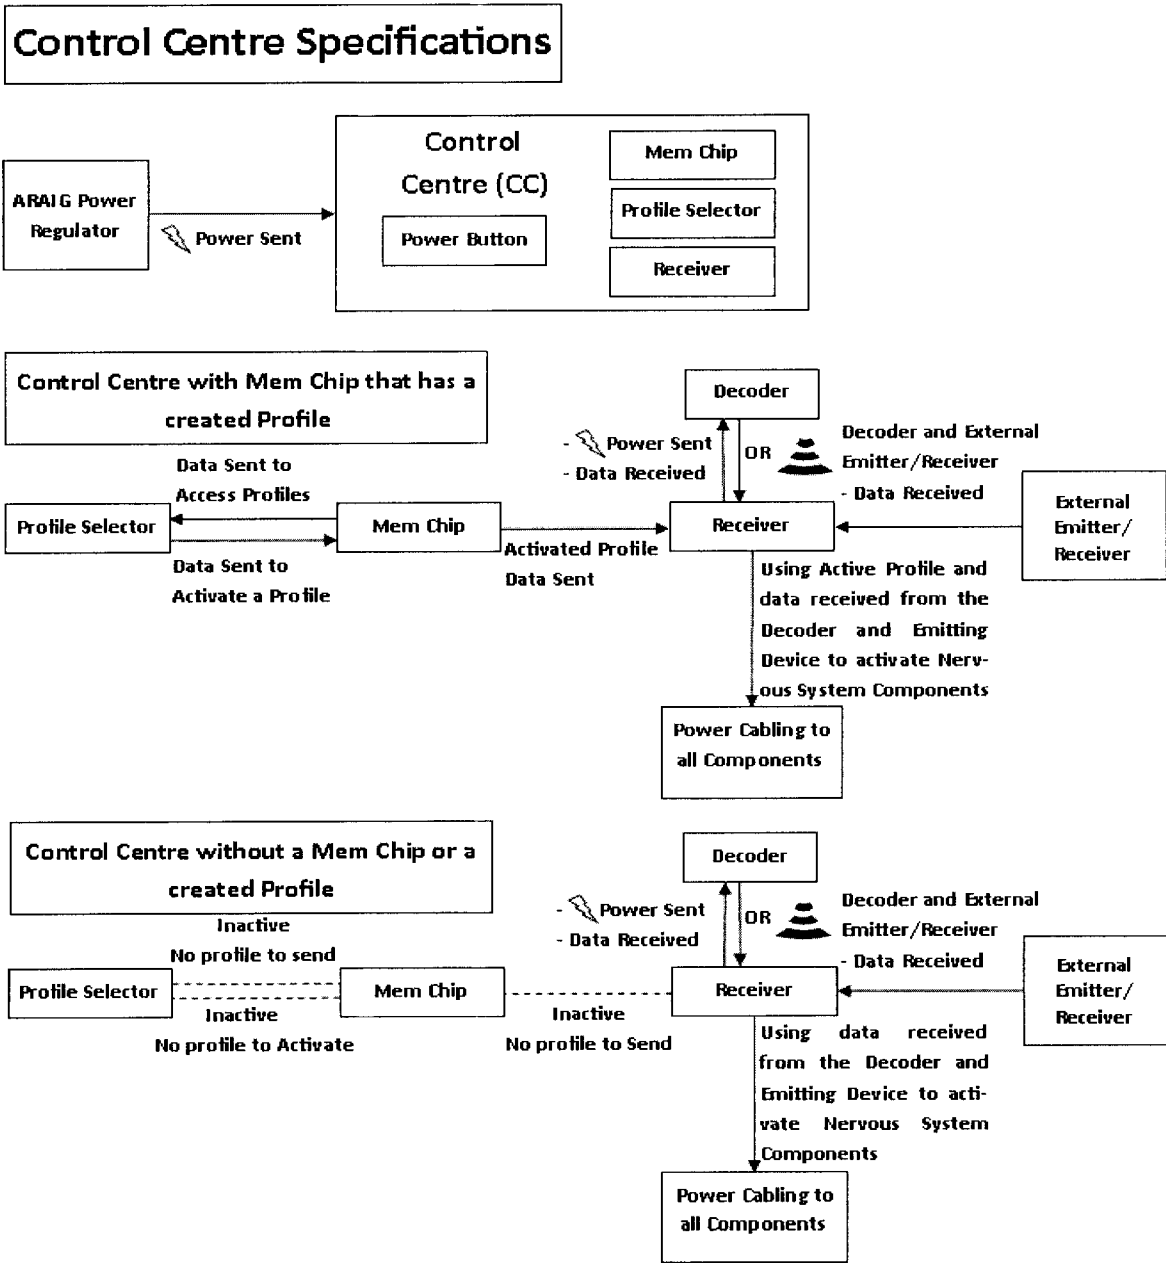 Control Centre Specifications
ARAIG Power
Regulator
Power Sent
Control
Centre (CC)
Power Button
Mem Chip
Profile Selector
Receiver
Control Centre with Mem Chip that has a
created Profile
Data Sent to
Access Profiles
Profile Selector
Mem Chip
Data Sent to
Activate a Profile
Activated Profile
Data Sent
Decoder
- Power Sent
- Data Received
OR
Decoder and External
Emitter/Receiver
- Data Received
Receiver
External
Emitter/
Receiver
Using Active Profile and
data received from the
Decoder and Emitting
Device to activate Nerv-
ous System Components
Power Cabling to
all Components
Control Centre without a Mem Chip or a
created Profile
Inactive
No profile to send
Profile Selector
Mem Chip
Inactive
No profile to Activate
Inactive
No profile to Send
Decoder
- Power Sent
- Data Received
OR
Decoder and External
Emitter/Receiver
- Data Received
Receiver
External
Emitter/
Receiver
Using data received
from the Decoder and
Emitting Device to acti-
vate Nervous System
Components
Power Cabling to
all Components